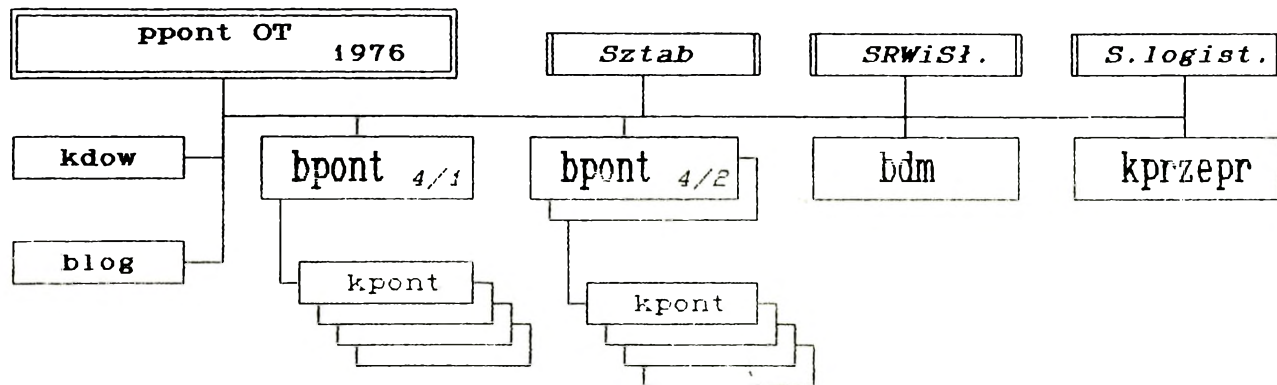 ppont OT
1976
Sztab
SRWiSł.
S.logist.
kdow
bpont 4/1
bpont 4/2
bdm
kprzepr
blog
kpont
kpont